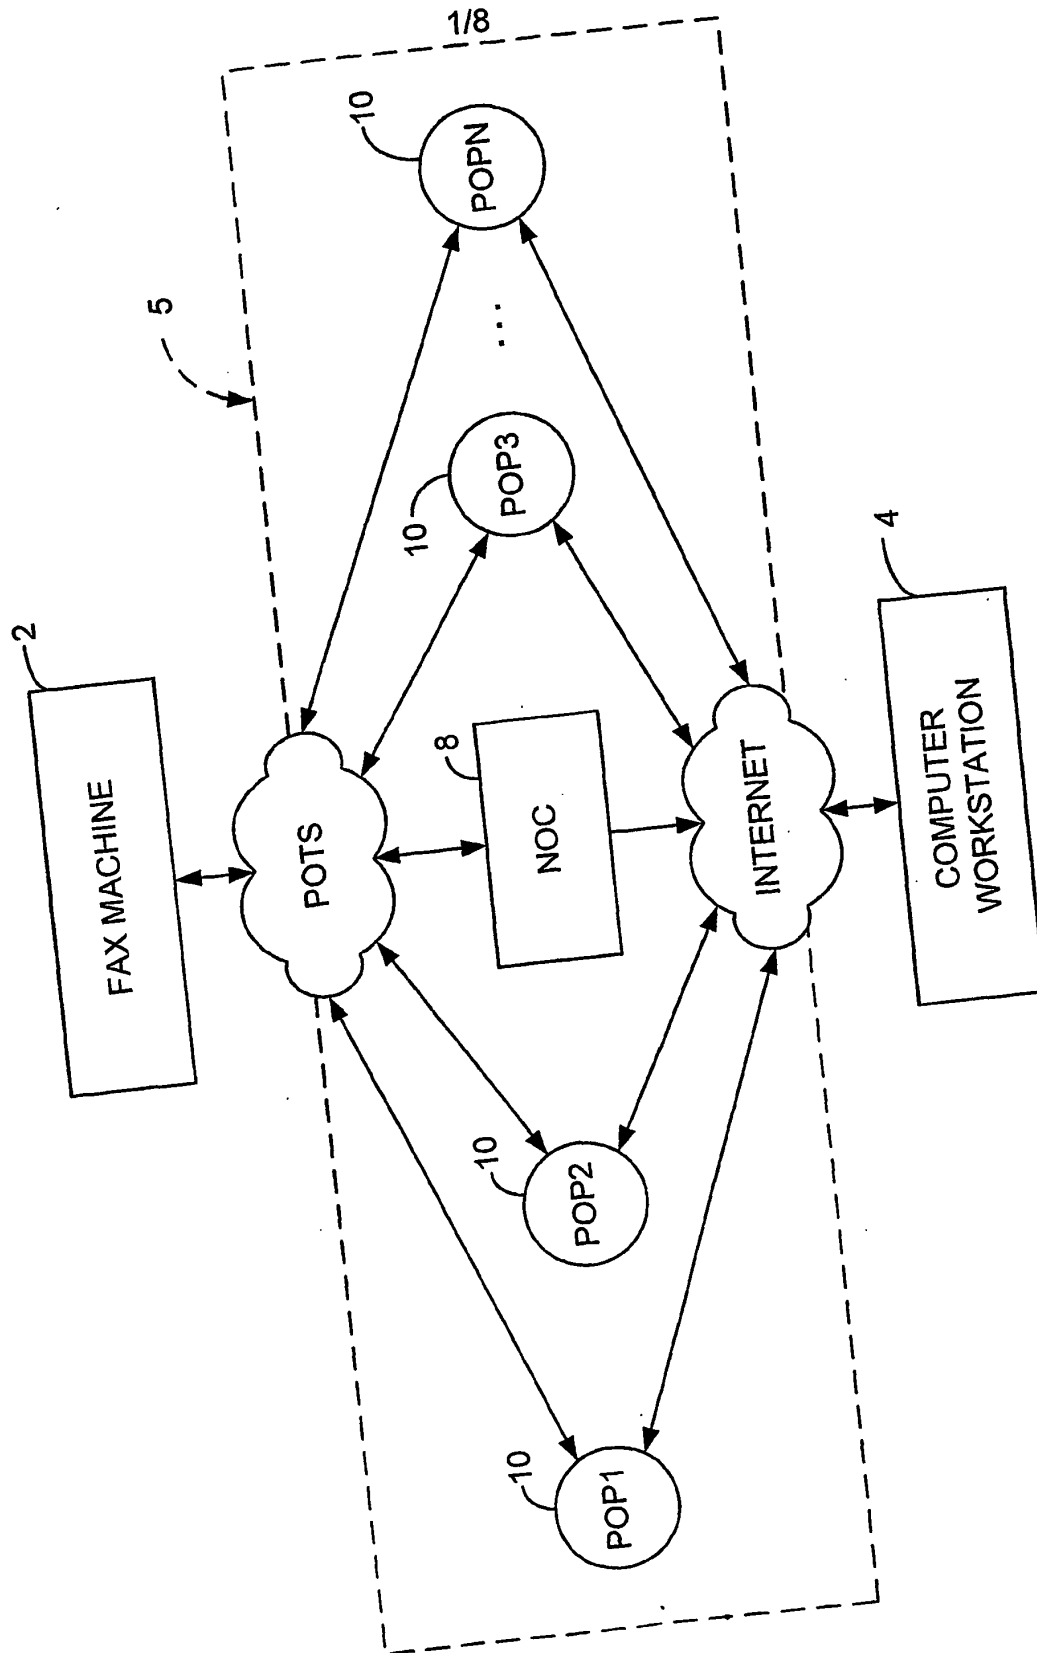 1/8
2
FAX MACHINE
5
POTS
10
POP1
10
POP2
8
NOC
10
POP3
...
10
POPN
INTERNET
4
COMPUTER
WORKSTATION